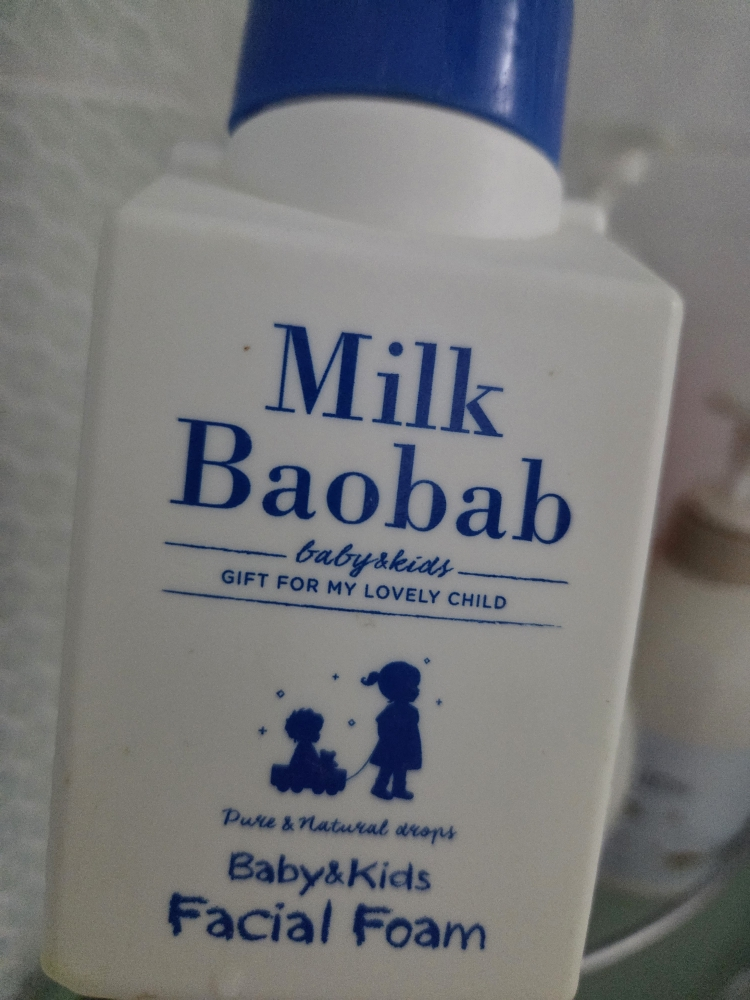 Milk
Baobab
baby&kids
GIFT FOR MY LOVELY CHILD
Pure & Natural drops
Baby&Kids
Facial Foam